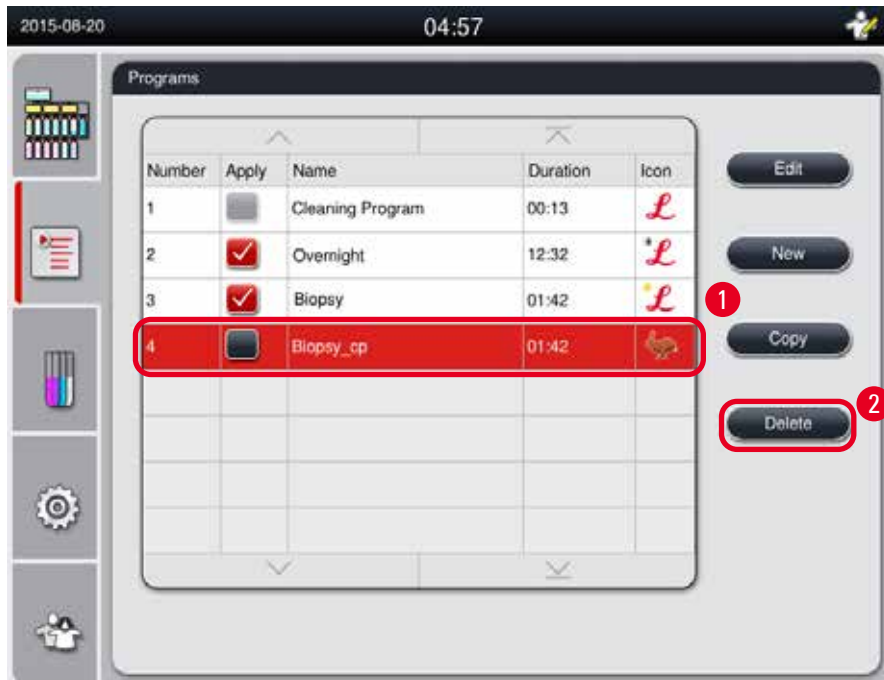 2015-08-20 04:57
Programs
Number Apply Name Duration Icon
1 Cleaning Program 00:13 L
2 Overnight 12:32 L
3 Biopsy 01:42 L
4 Biopsy_cp 01:42
Edit
New
1
Copy
2
Delete